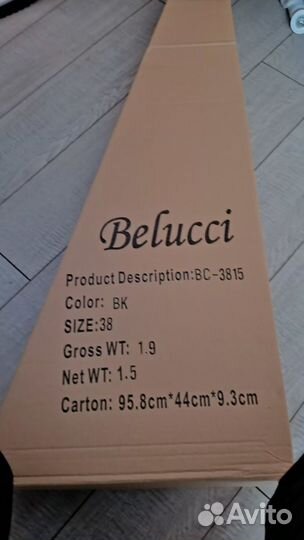 Belucci
Product Description:BC-3815
Color: BK
SIZE:38
Gross WT: 1.9
Net WT: 1.5
Carton: 95.8cm*44cm*9.3cm
Avito